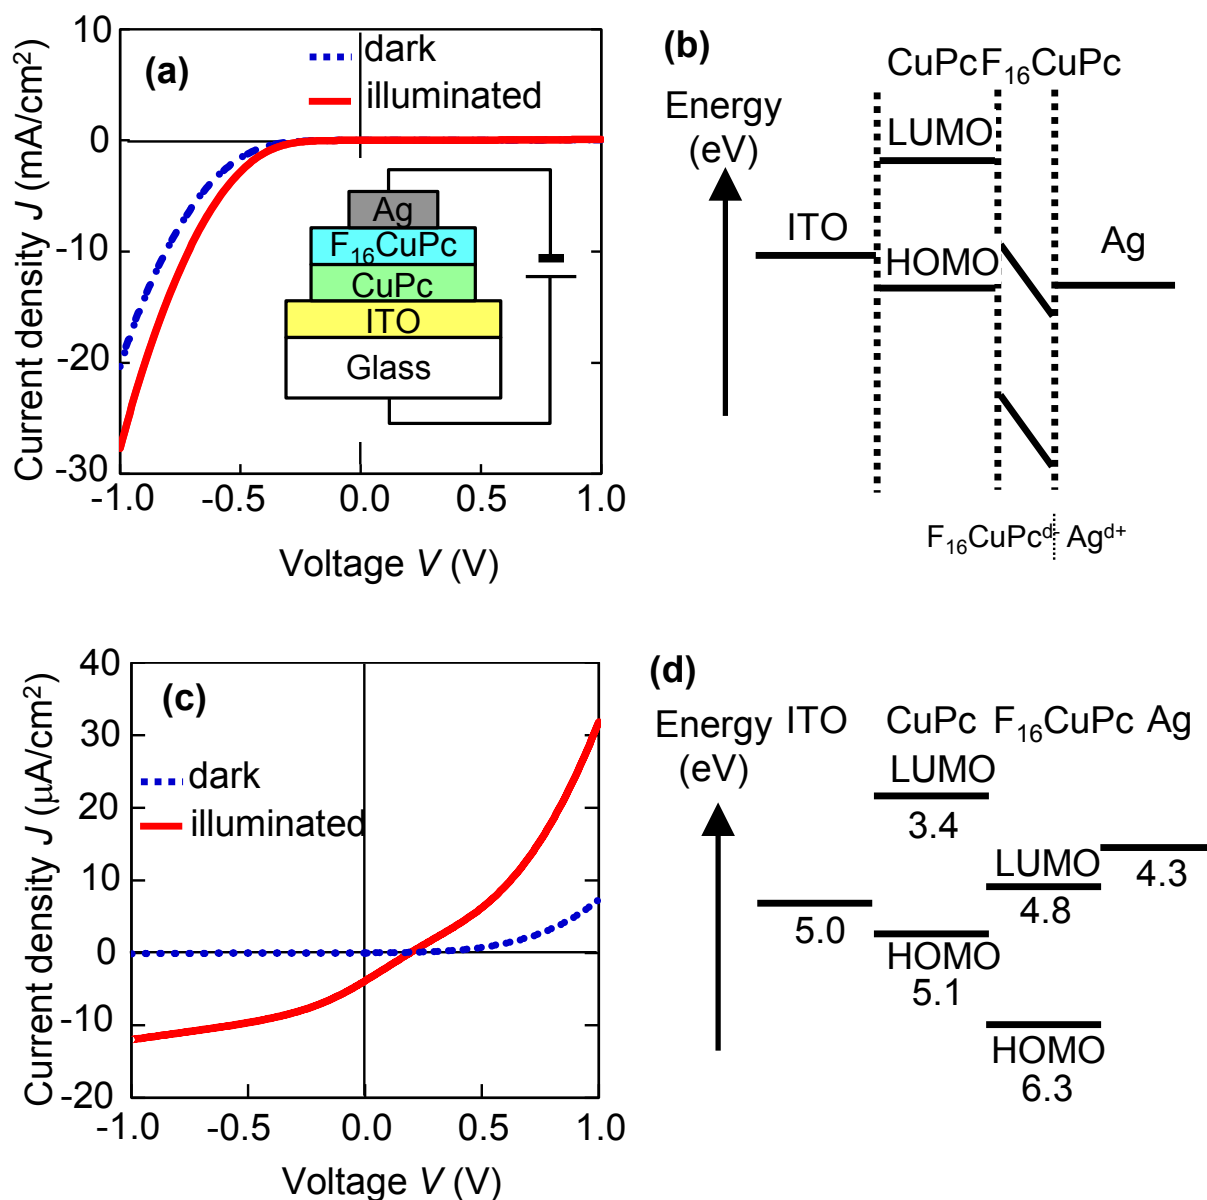 (a)
dark
illuminated
Current density J (mA/cm²)
10
0
-10
-20
-30
-1.0 -0.5 0.0 0.5 1.0
Voltage V (V)
Ag
F₁₆CuPc
CuPc
ITO
Glass
(b)
CuPc F₁₆CuPc
Energy
(eV)
LUMO
ITO
HOMO
Ag
F₁₆CuPcᵈ⁻ Agᵈ⁺
(c)
dark
illuminated
Current density J (µA/cm²)
40
30
20
10
0
-10
-20
-1.0 -0.5 0.0 0.5 1.0
Voltage V (V)
(d)
Energy
(eV)
ITO CuPc F₁₆CuPc Ag
LUMO
3.4
LUMO
4.8
4.3
5.0
HOMO
5.1
HOMO
6.3